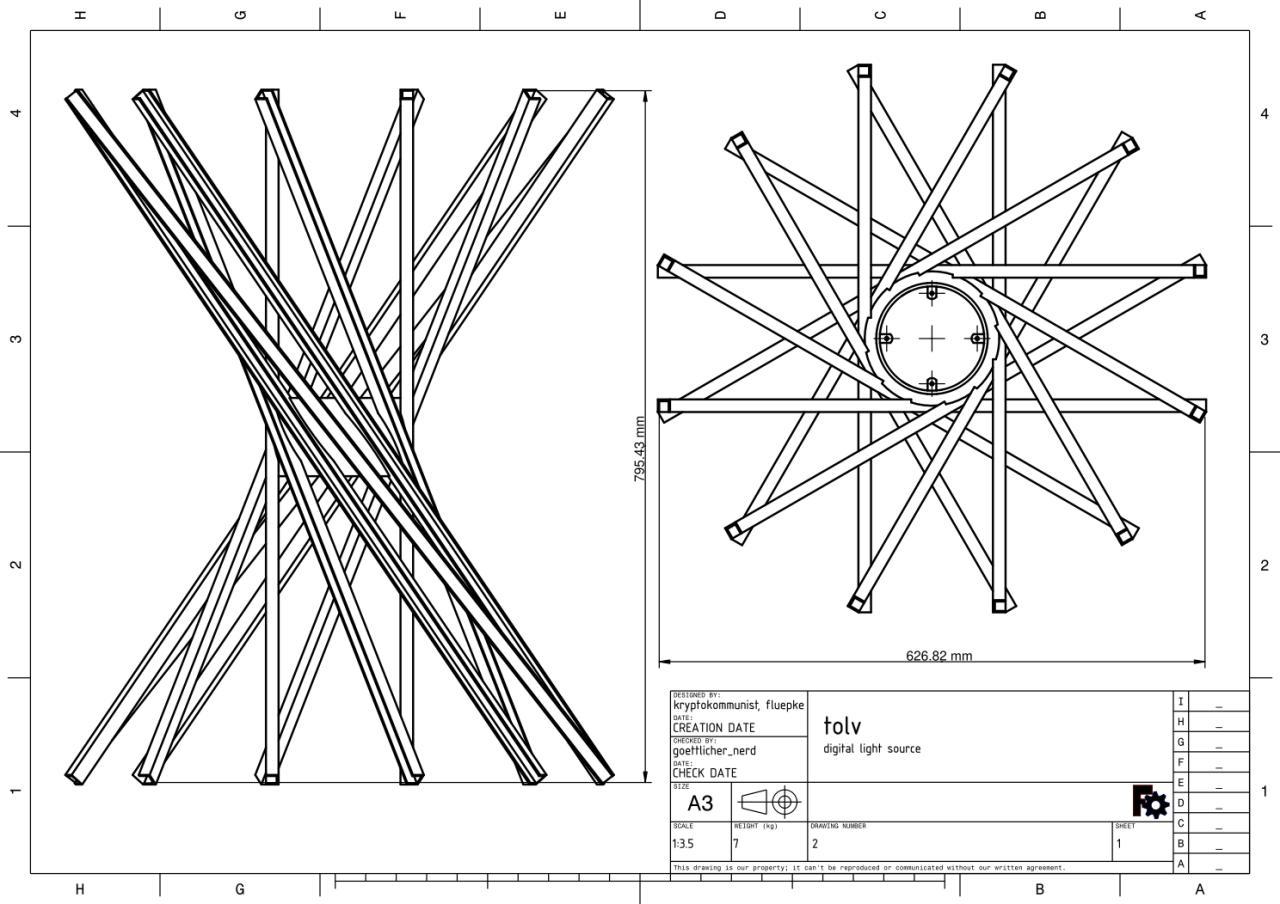 H G F E D C B A
4 4
3 3
2 2
1 1
795.43 mm
626.82 mm
DESIGNED BY:
kryptokommunist, fluepke
DATE:
CREATION DATE
CHECKED BY:
goettlicher_nerd
DATE:
CHECK DATE
tolv
digital light source
SIZE
A3
SCALE
1:3.5
WEIGHT (kg)
7
DRAWING NUMBER
2
SHEET
1
This drawing is our property; it can't be reproduced or communicated without our written agreement.
I _
H _
G _
F _
E _
D _
C _
B _
A _
F
H G B A